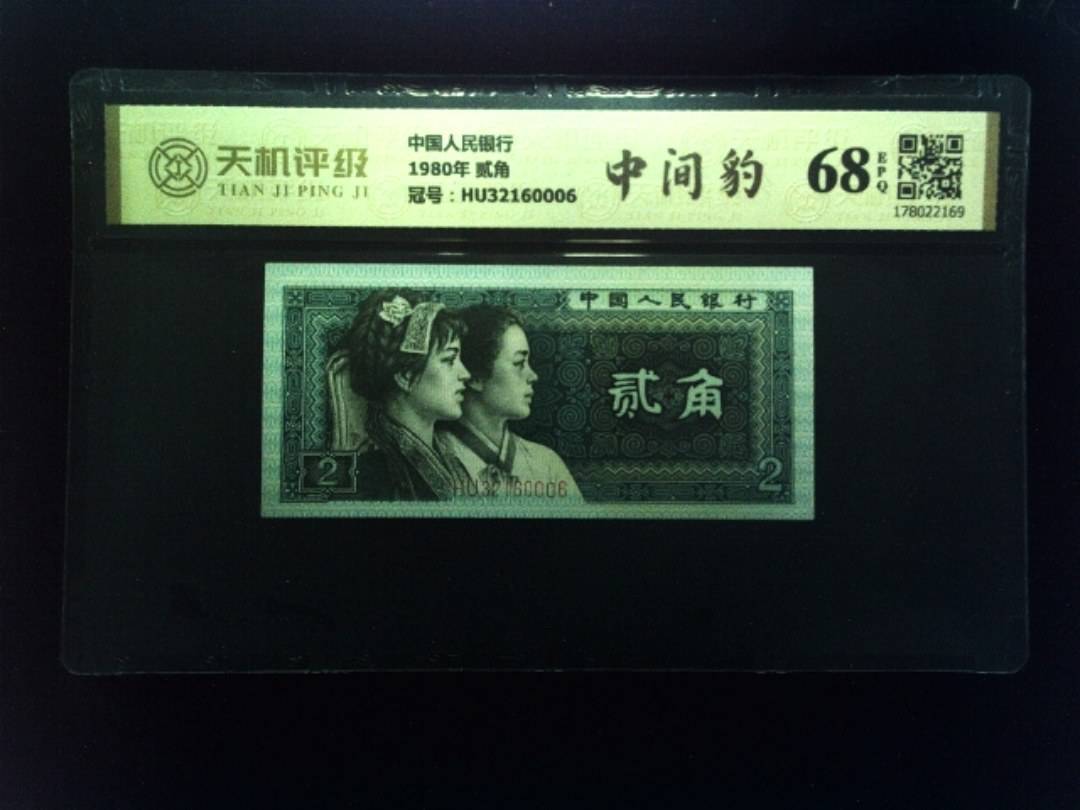 天机评级
TIAN JI PING JI
中国人民银行
1980年 贰角
冠号：HU32160006
中间豹
68
EPQ
178022169
中国人民银行
贰角
2
HU32160006
2